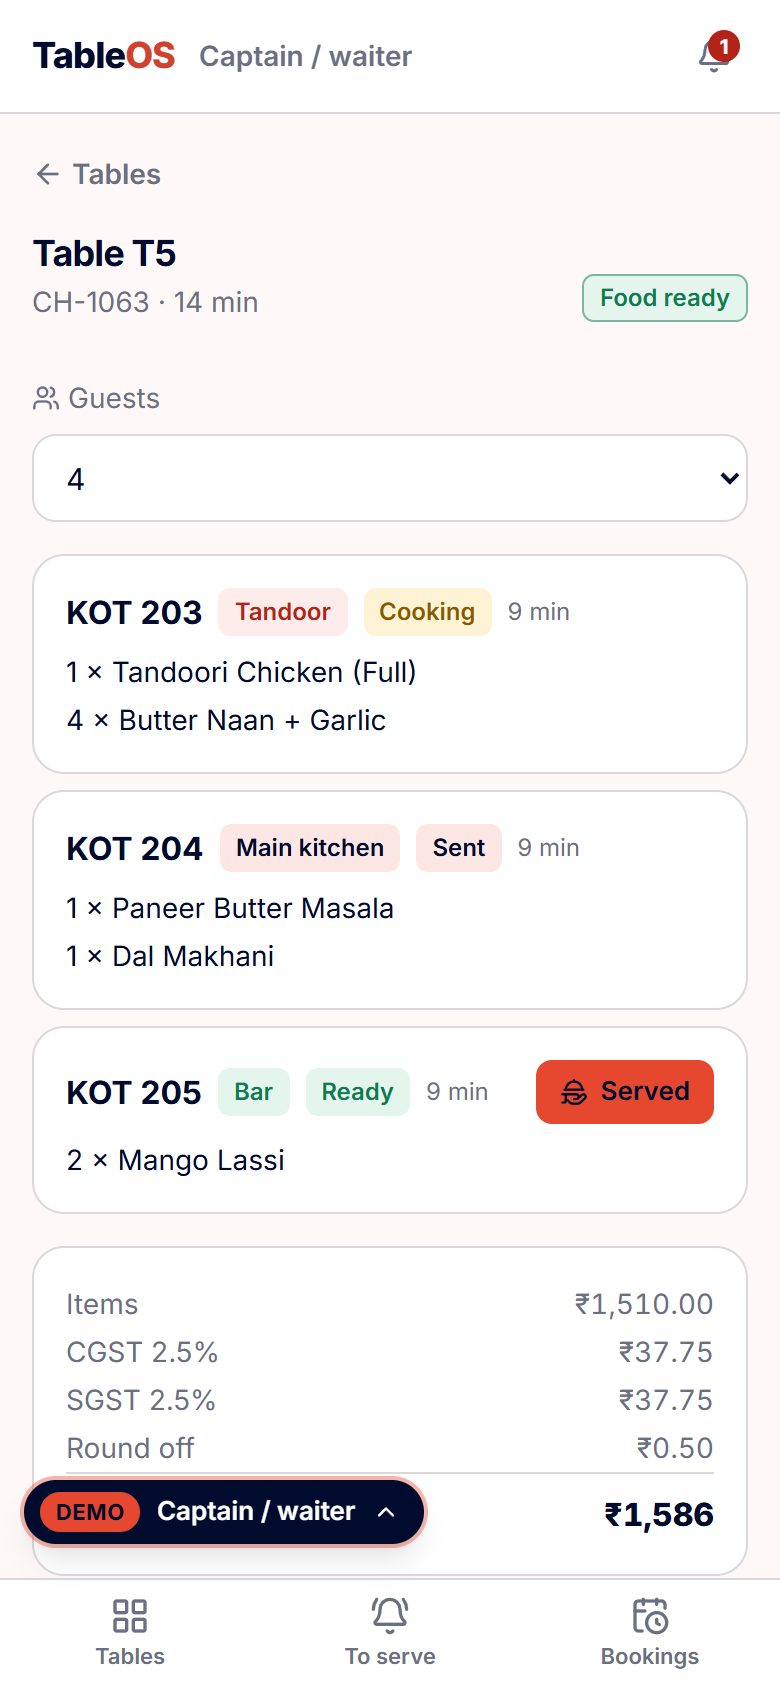 TableOS Captain / waiter 1
Tables
Table T5
CH-1063 · 14 min Food ready
Guests
4
KOT 203 Tandoor Cooking 9 min
1 × Tandoori Chicken (Full)
4 × Butter Naan + Garlic
KOT 204 Main kitchen Sent 9 min
1 × Paneer Butter Masala
1 × Dal Makhani
KOT 205 Bar Ready 9 min Served
2 × Mango Lassi
Items ₹1,510.00
CGST 2.5% ₹37.75
SGST 2.5% ₹37.75
Round off ₹0.50
DEMO Captain / waiter ₹1,586
Tables To serve Bookings